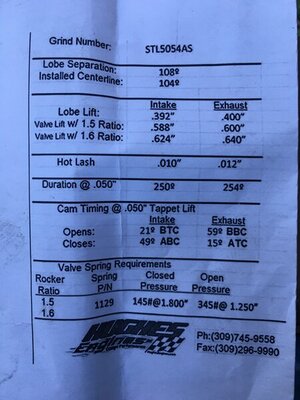 Grind Number: STL5054AS
Lobe Separation: 108º
Installed Centerline: 104º
Intake Exhaust
Lobe Lift: .392" .400"
Valve Lift w/ 1.5 Ratio: .588" .600"
Valve Lift w/ 1.6 Ratio: .624" .640"
Hot Lash .010" .012"
Duration @ .050" 250º 254º
Cam Timing @ .050" Tappet Lift
Intake Exhaust
Opens: 21º BTC 59º BBC
Closes: 49º ABC 15º ATC
Valve Spring Requirements
Rocker Spring Closed Open
Ratio P/N Pressure Pressure
1.5 1129 145#@1.800" 345#@ 1.250"
1.6
HUGHES
Engines
Ph:(309)745-9558
Fax:(309)296-9990